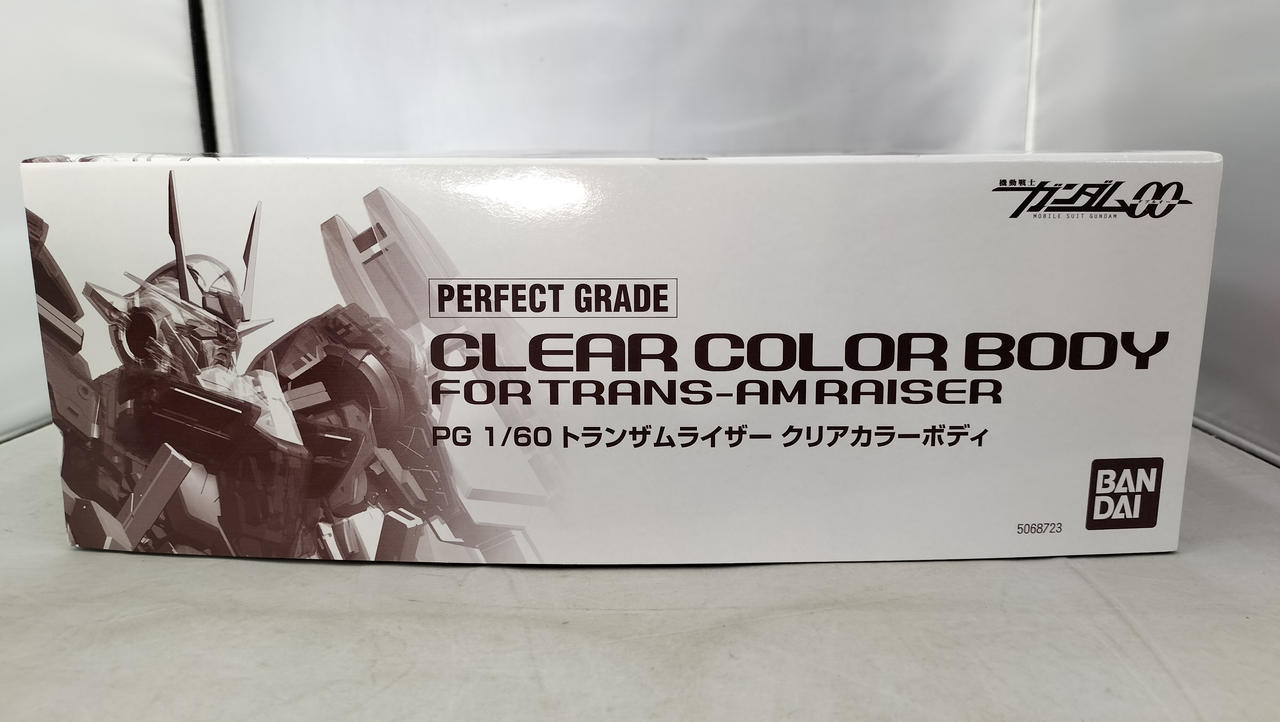 機動戦士
ガンダム00
MOBILE SUIT GUNDAM
PERFECT GRADE
CLEAR COLOR BODY
FOR TRANS-AM RAISER
PG 1/60 トランザムライザー クリアカラーボディ
BAN
DAI
5068723